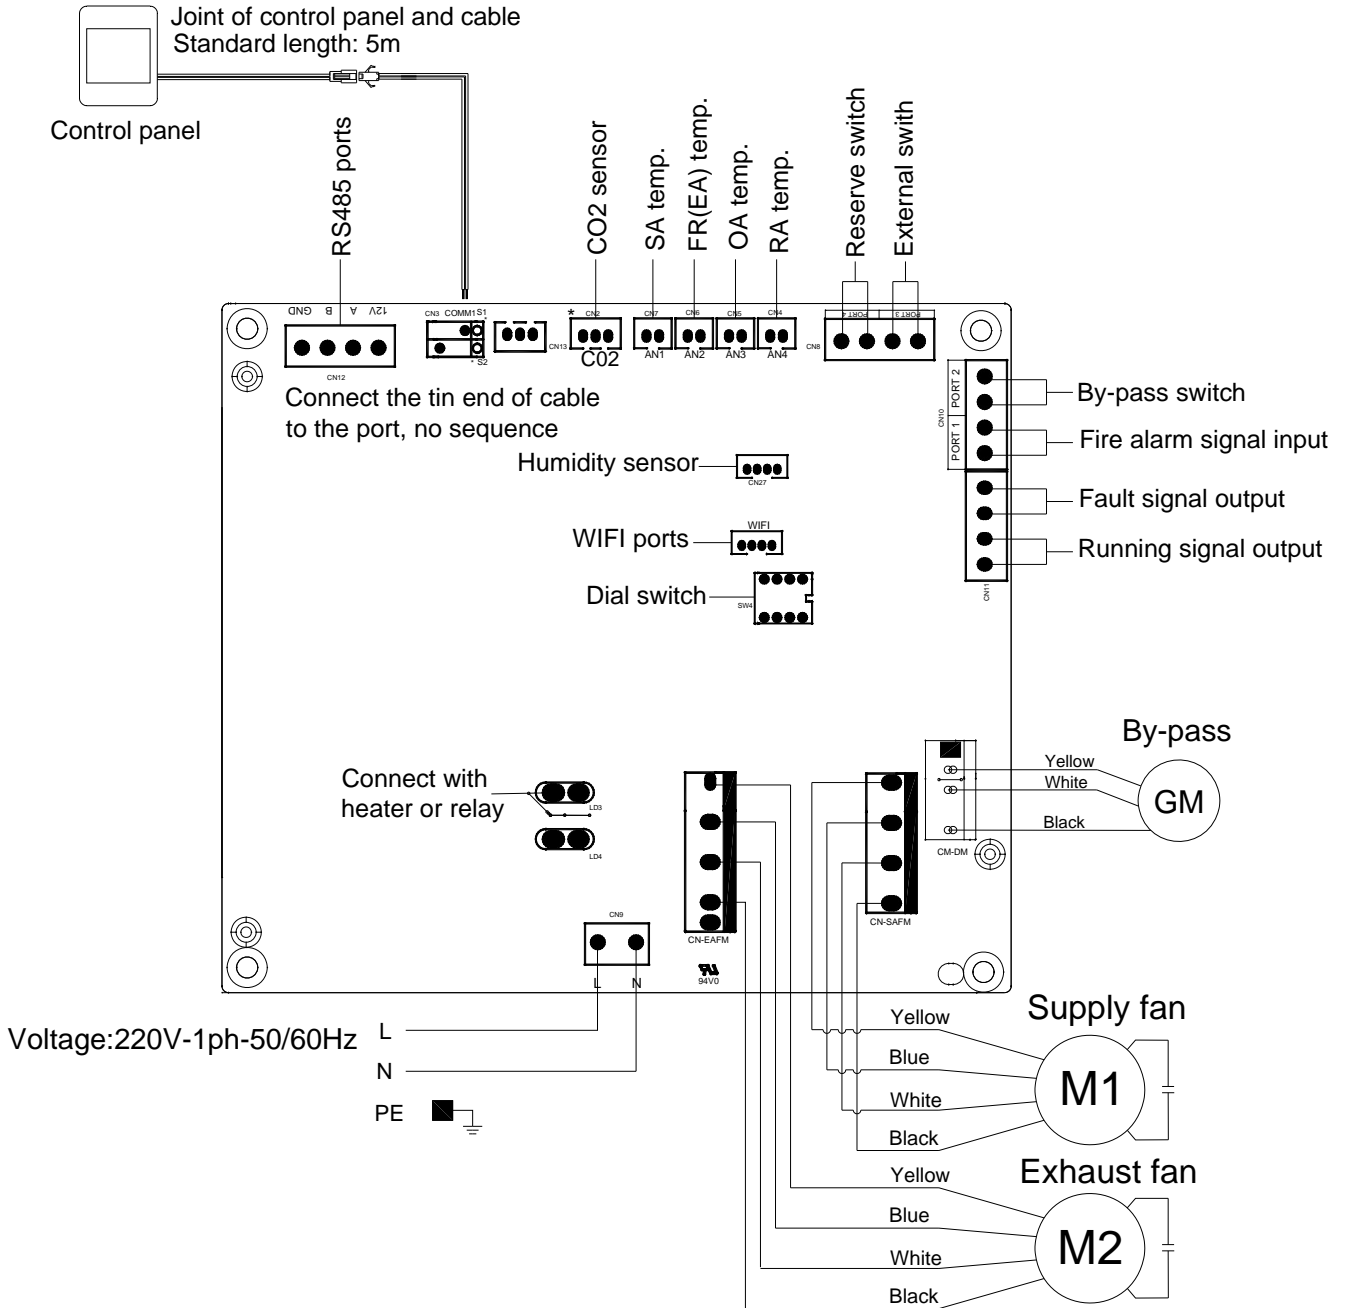 Joint of control panel and cable
Standard length: 5m
Control panel
RS485 ports
CO2 sensor
SA temp.
FR(EA) temp.
OA temp.
RA temp.
Reserve switch
External swith
GND B A 12V
CN12
CN3 COMM1 S1
* S2
CN13
* CN2
C02
CN7
AN1
CN6
AN2
CN5
AN3
CN4
AN4
CN8
PORT 4 PORT 3
Connect the tin end of cable
to the port, no sequence
PORT 2
PORT 1
CN10
By-pass switch
Fire alarm signal input
Fault signal output
Running signal output
CN11
Humidity sensor
CN27
WIFI ports
WIFI
Dial switch
SW4
Connect with
heater or relay
LD3
LD4
By-pass
Yellow
White
Black
GM
CM-DM
CN-EAFM
CN-SAFM
CN9
L N
94V0
Voltage:220V-1ph-50/60Hz
L
N
PE
Supply fan
Yellow
Blue
White
Black
M1
Exhaust fan
Yellow
Blue
White
Black
M2